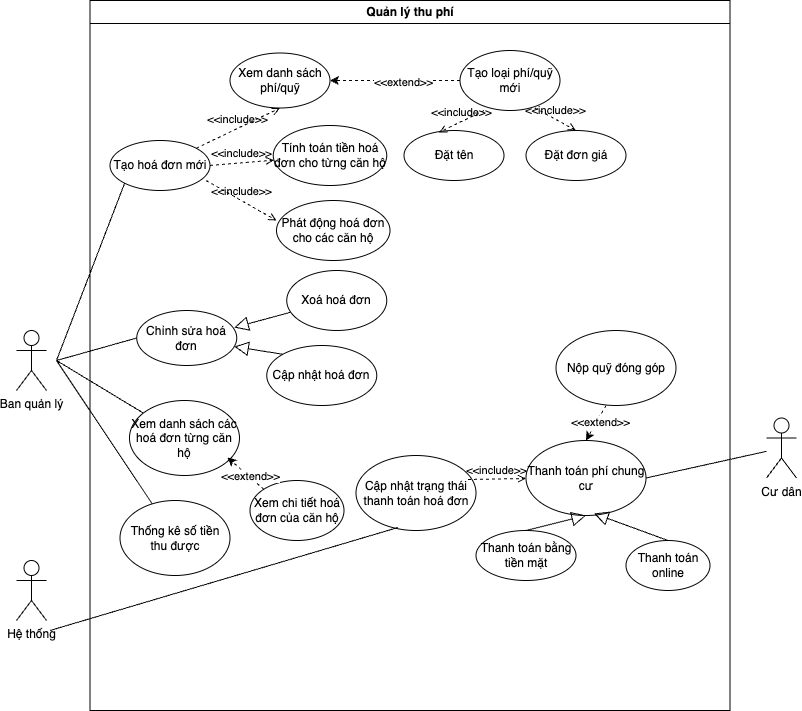 Quản lý thu phí
Xem danh sách
phí/quỹ
<<extend>>
Tạo loại phí/quỹ
mới
<<include>>
<<include>>
<<include>>
Đặt tên
Đặt đơn giá
Tạo hoá đơn mới
<<include>>
Tính toán tiền hoá
đơn cho từng căn hộ
<<include>>
Phát động hoá đơn
cho các căn hộ
Xoá hoá đơn
Chỉnh sửa hoá
đơn
Cập nhật hoá đơn
Ban quản lý
Nộp quỹ đóng góp
<<extend>>
Xem danh sách các
hoá đơn từng căn
hộ
<<extend>>
Xem chi tiết hoá
đơn của căn hộ
Cập nhật trạng thái
thanh toán hoá đơn
<<include>>
Thanh toán phí chung
cư
Cư dân
Thống kê số tiền
thu được
Thanh toán bằng
tiền mặt
Thanh toán
online
Hệ thống